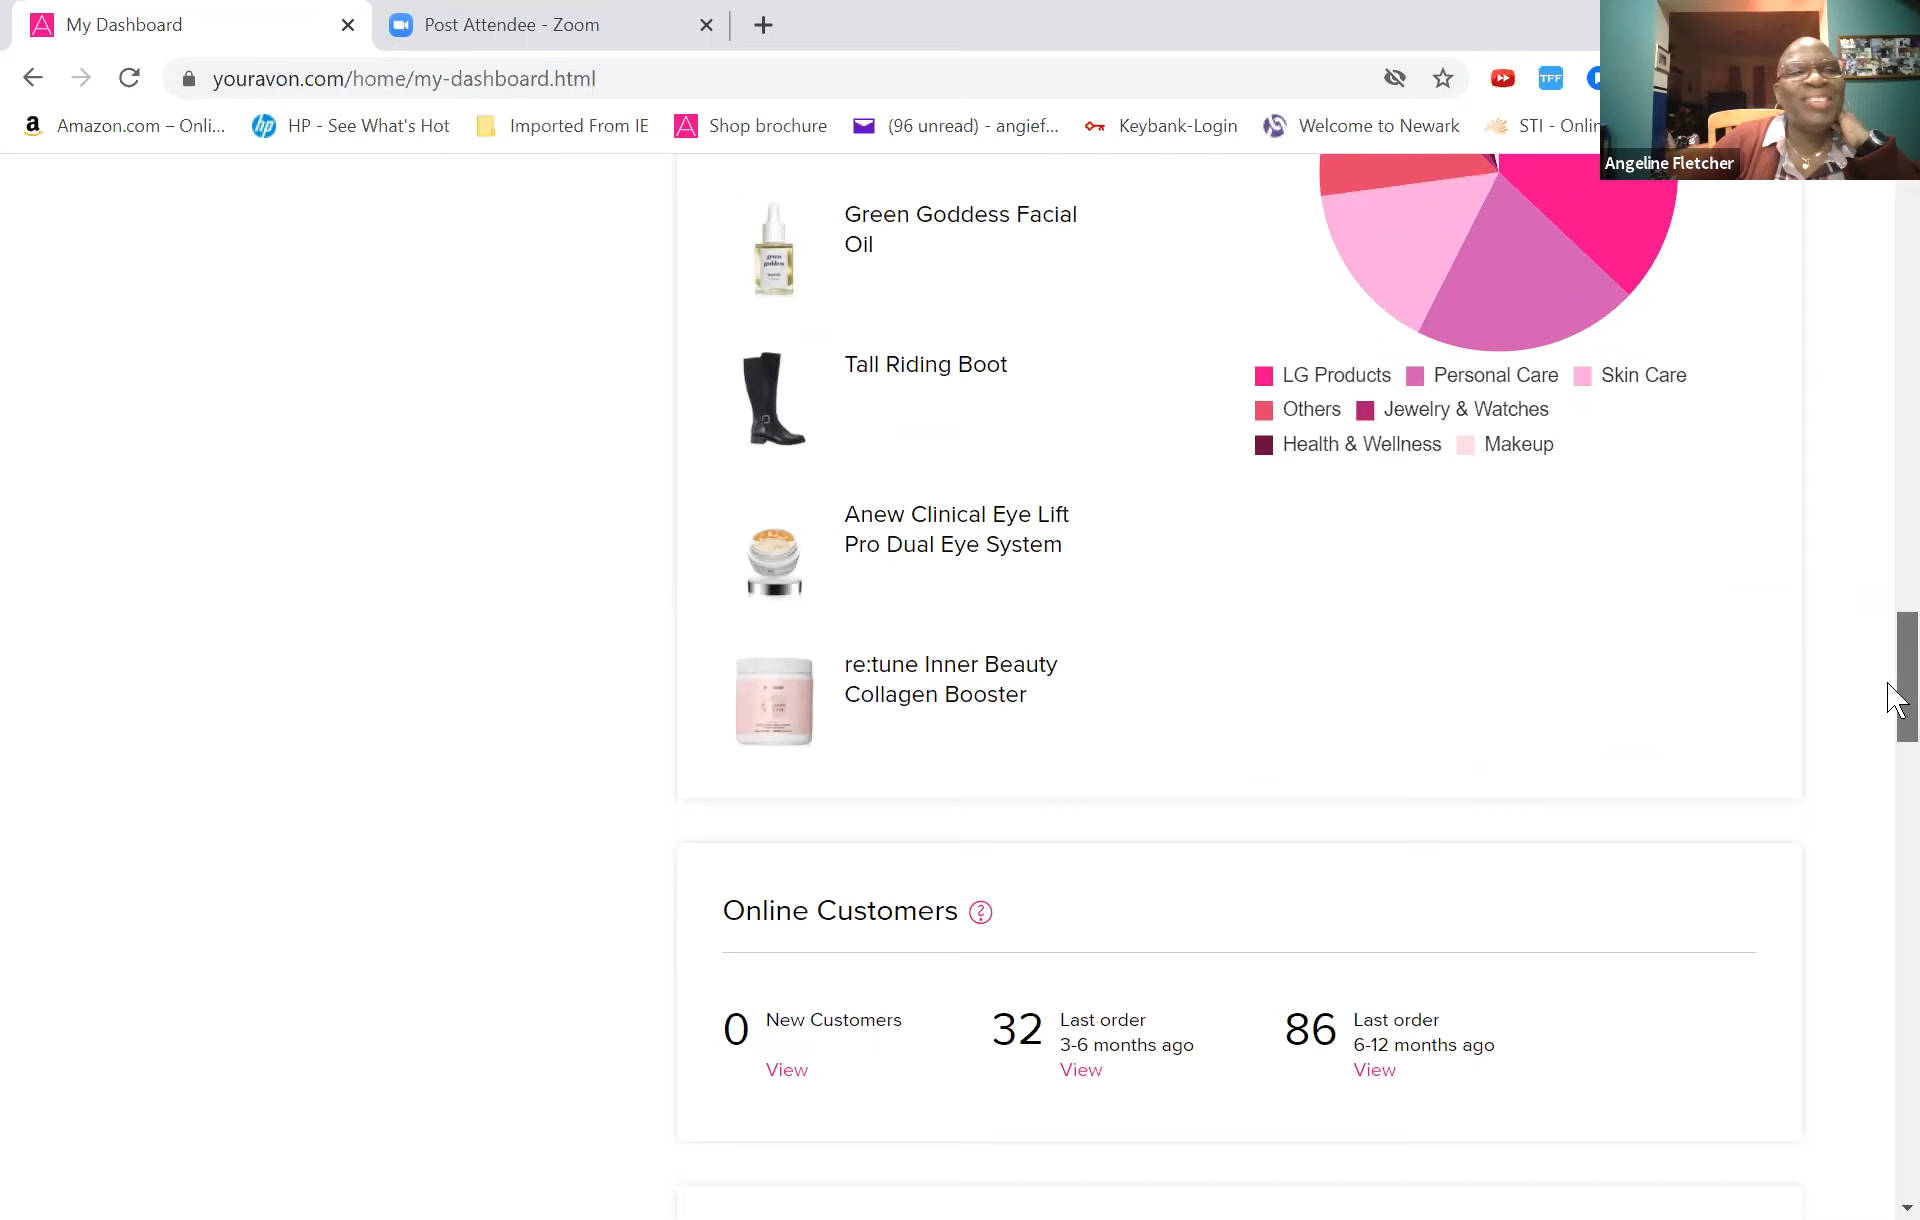 My Dashboard
Post Attendee - Zoom
youravon.com/home/my-dashboard.html
TFF
Amazon.com – Onli...
HP - See What's Hot
Imported From IE
Shop brochure
(96 unread) - angief...
Keybank-Login
Welcome to Newark
STI - Onlin
Angeline Fletcher
Green Goddess Facial
Oil
green
goddess
Tall Riding Boot
Anew Clinical Eye Lift
Pro Dual Eye System
re:tune Inner Beauty
Collagen Booster
LG Products
Personal Care
Skin Care
Others
Jewelry & Watches
Health & Wellness
Makeup
Online Customers ?
0 New Customers
View
32 Last order
3-6 months ago
View
86 Last order
6-12 months ago
View